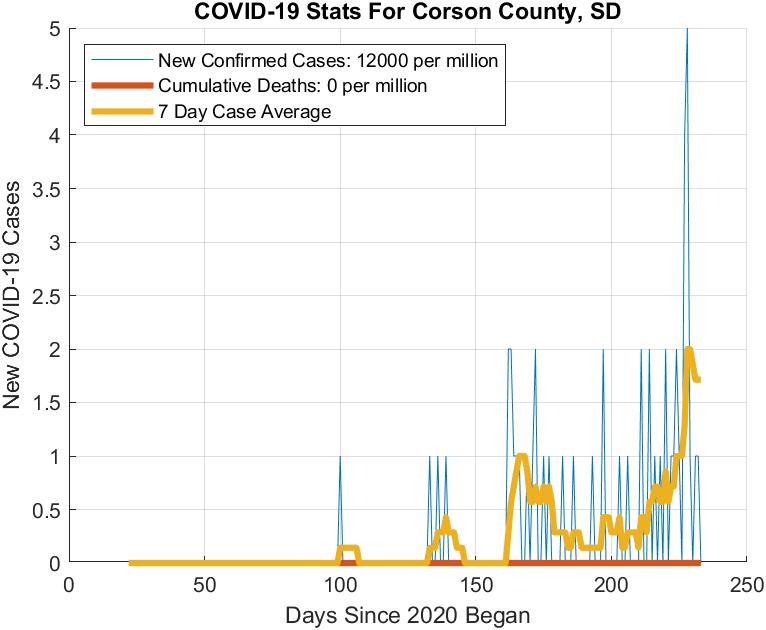 COVID-19 Stats For Corson County, SD
New Confirmed Cases: 12000 per million
Cumulative Deaths: 0 per million
7 Day Case Average
New COVID-19 Cases
5
4.5
4
3.5
3
2.5
2
1.5
1
0.5
0
0 50 100 150 200 250
Days Since 2020 Began